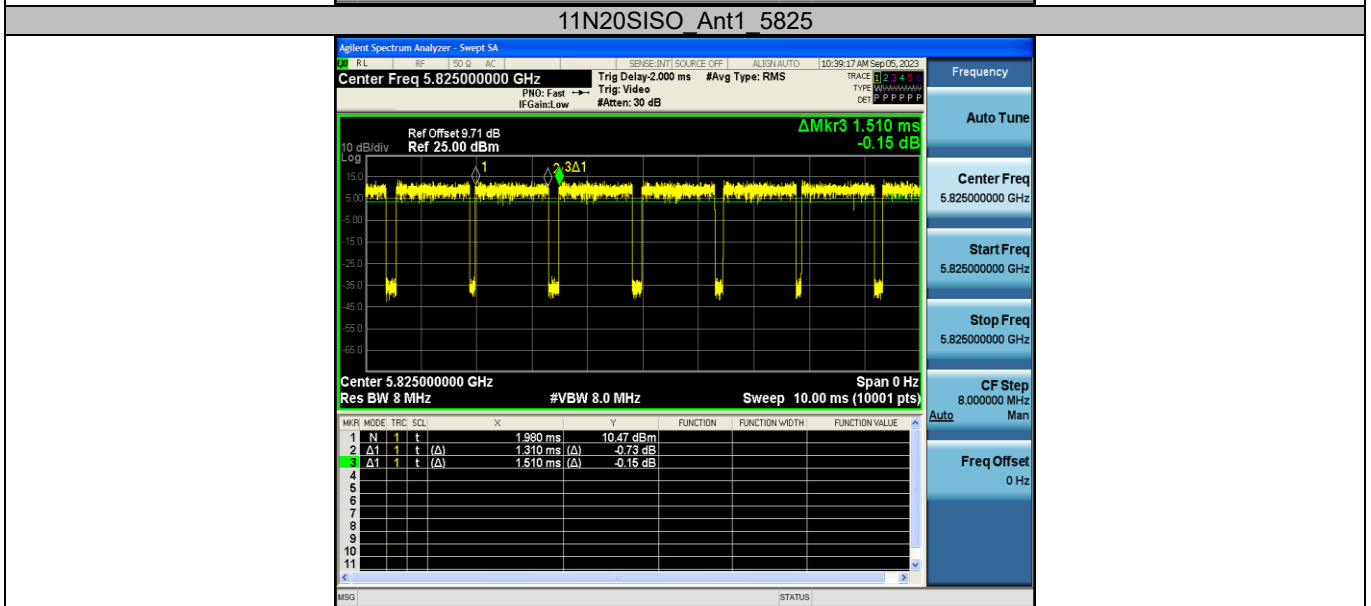 11N20SISO_Ant1_5825
Agilent Spectrum Analyzer - Swept SA
RL RF 50 Ω AC SENSE:INT SOURCE OFF ALIGN AUTO 10:39:17 AM Sep 05, 2023
Center Freq 5.825000000 GHz
Trig Delay-2.000 ms #Avg Type: RMS
TRACE 1 2 3 4 5 6
PNO: Fast
Trig: Video
TYPE
IFGain:Low
#Atten: 30 dB
DET P P P P P P
ΔMkr3 1.510 ms
-0.15 dB
Ref Offset 9.71 dB
10 dB/div Ref 25.00 dBm
Log
1
2 3Δ1
15.0
5.00
-5.00
-15.0
-25.0
-35.0
-45.0
-55.0
-65.0
Center 5.825000000 GHz Span 0 Hz
Res BW 8 MHz #VBW 8.0 MHz Sweep 10.00 ms (10001 pts)
MKR MODE TRC SCL X Y FUNCTION FUNCTION WIDTH FUNCTION VALUE
1 N 1 t 1.980 ms 10.47 dBm
2 Δ1 1 t (Δ) 1.310 ms (Δ) -0.73 dB
3 Δ1 1 t (Δ) 1.510 ms (Δ) -0.15 dB
4
5
6
7
8
9
10
11
MSG STATUS
Frequency
Auto Tune
Center Freq
5.825000000 GHz
Start Freq
5.825000000 GHz
Stop Freq
5.825000000 GHz
CF Step
8.000000 MHz
Auto Man
Freq Offset
0 Hz